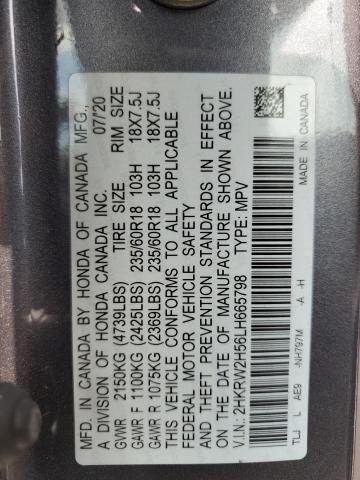 MFD. IN CANADA BY HONDA OF CANADA MFG.,
A DIVISION OF HONDA CANADA INC. 07/20
GVWR 2150KG (4739LBS) TIRE SIZE RIM SIZE
GAWR F 1100KG (2425LBS) 235/60R18 103H 18X7.5J
GAWR R 1075KG (2369LBS) 235/60R18 103H 18X7.5J
THIS VEHICLE CONFORMS TO ALL APPLICABLE
FEDERAL MOTOR VEHICLE SAFETY
AND THEFT PREVENTION STANDARDS IN EFFECT
ON THE DATE OF MANUFACTURE SHOWN ABOVE.
V.I.N.: 2HKRW2H56LH665798 TYPE: MPV
TLJ L AE9 -NH797M -A -H MADE IN CANADA